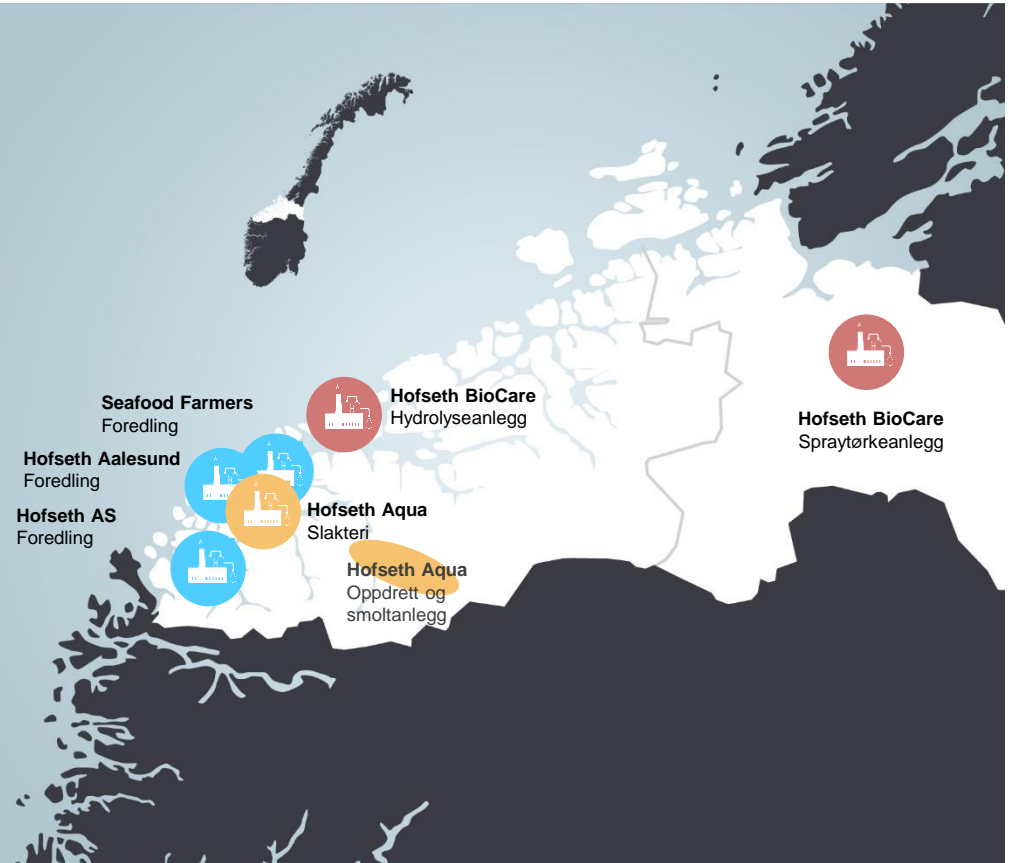 Seafood Farmers
Foredling
Hofseth Aalesund
Foredling
Hofseth AS
Foredling
Hofseth BioCare
Hydrolyseanlegg
Hofseth Aqua
Slakteri
Hofseth Aqua
Oppdrett og
smoltanlegg
Hofseth BioCare
Spraytørkeanlegg